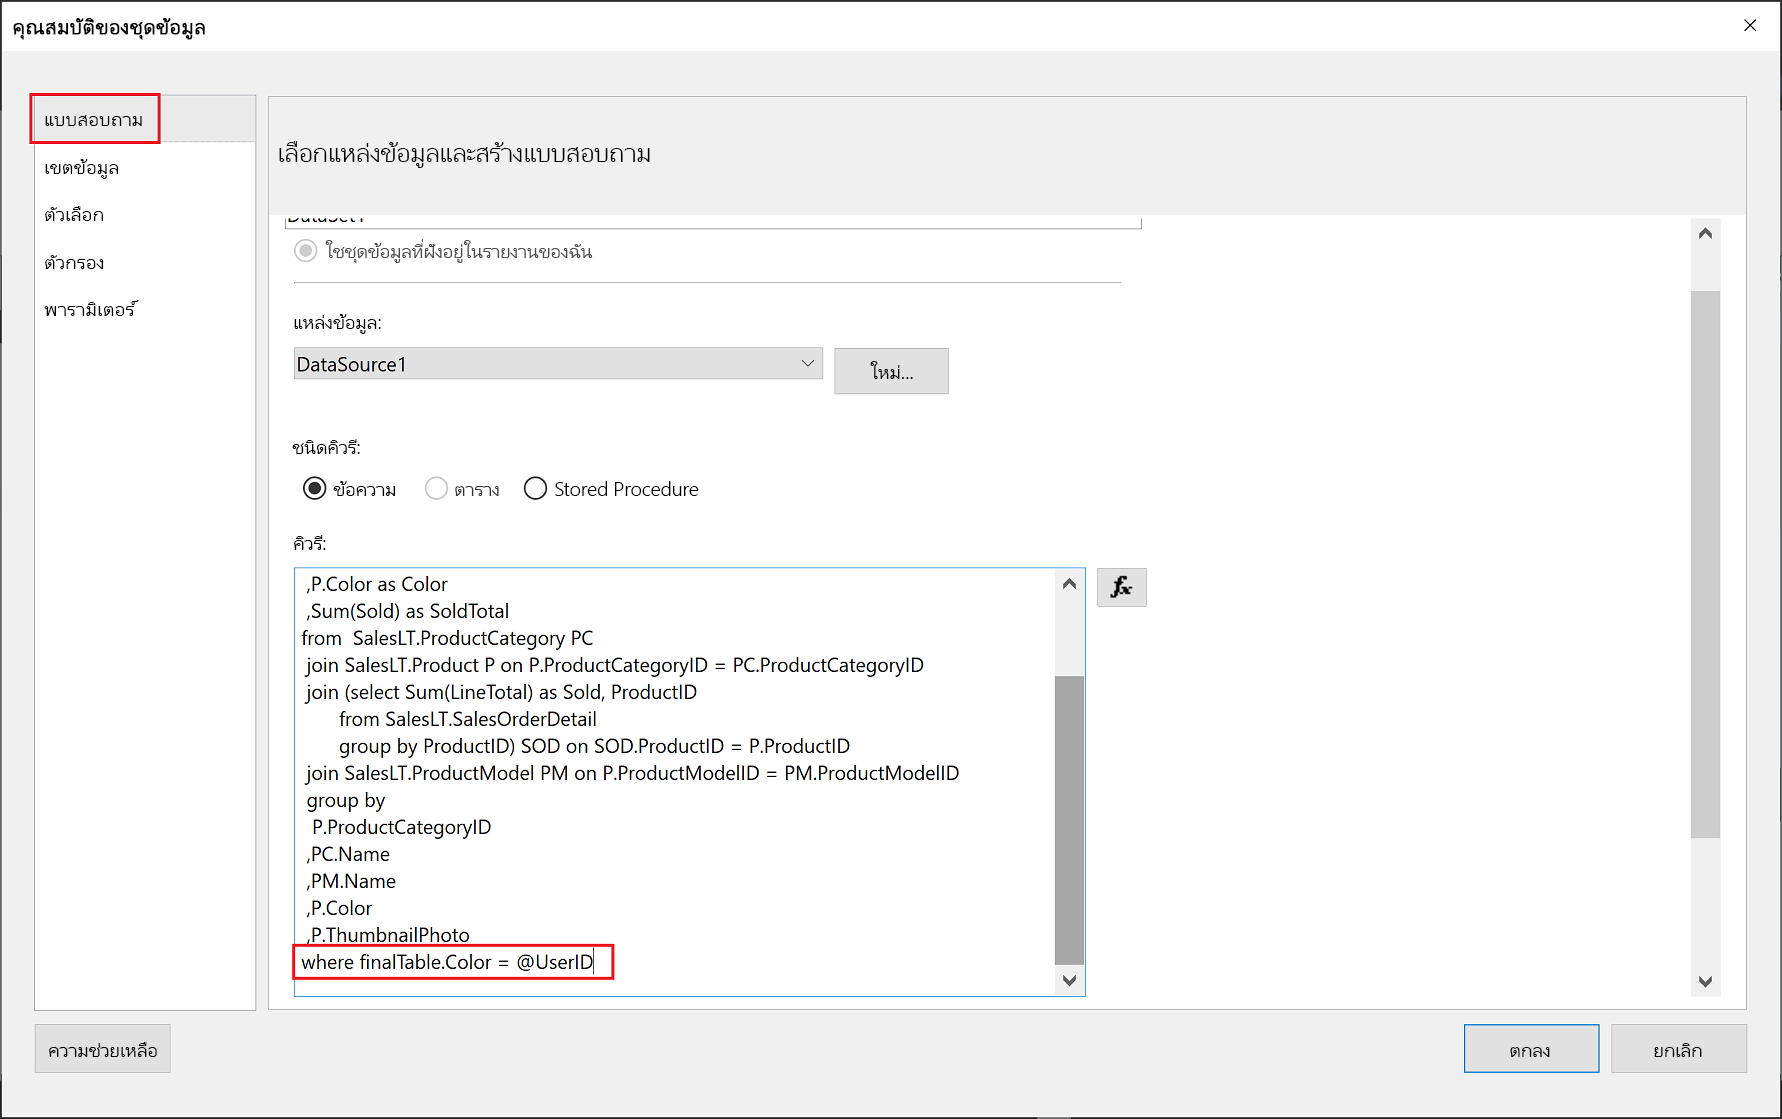 คุณสมบัติของชุดข้อมูล
แบบสอบถาม
เขตข้อมูล
ตัวเลือก
ตัวกรอง
พารามิเตอร์
เลือกแหล่งข้อมูลและสร้างแบบสอบถาม
DataSet1
ใชชุดข้อมูลที่ฝังอยู่ในรายงานของฉัน
แหล่งข้อมูล:
DataSource1
ใหม่...
ชนิดคิวรี:
ข้อความ ตาราง Stored Procedure
คิวรี:
,P.Color as Color
,Sum(Sold) as SoldTotal
from SalesLT.ProductCategory PC
join SalesLT.Product P on P.ProductCategoryID = PC.ProductCategoryID
join (select Sum(LineTotal) as Sold, ProductID
from SalesLT.SalesOrderDetail
group by ProductID) SOD on SOD.ProductID = P.ProductID
join SalesLT.ProductModel PM on P.ProductModelID = PM.ProductModelID
group by
P.ProductCategoryID
,PC.Name
,PM.Name
,P.Color
,P.ThumbnailPhoto
where finalTable.Color = @UserID
fx
ความช่วยเหลือ
ตกลง
ยกเลิก